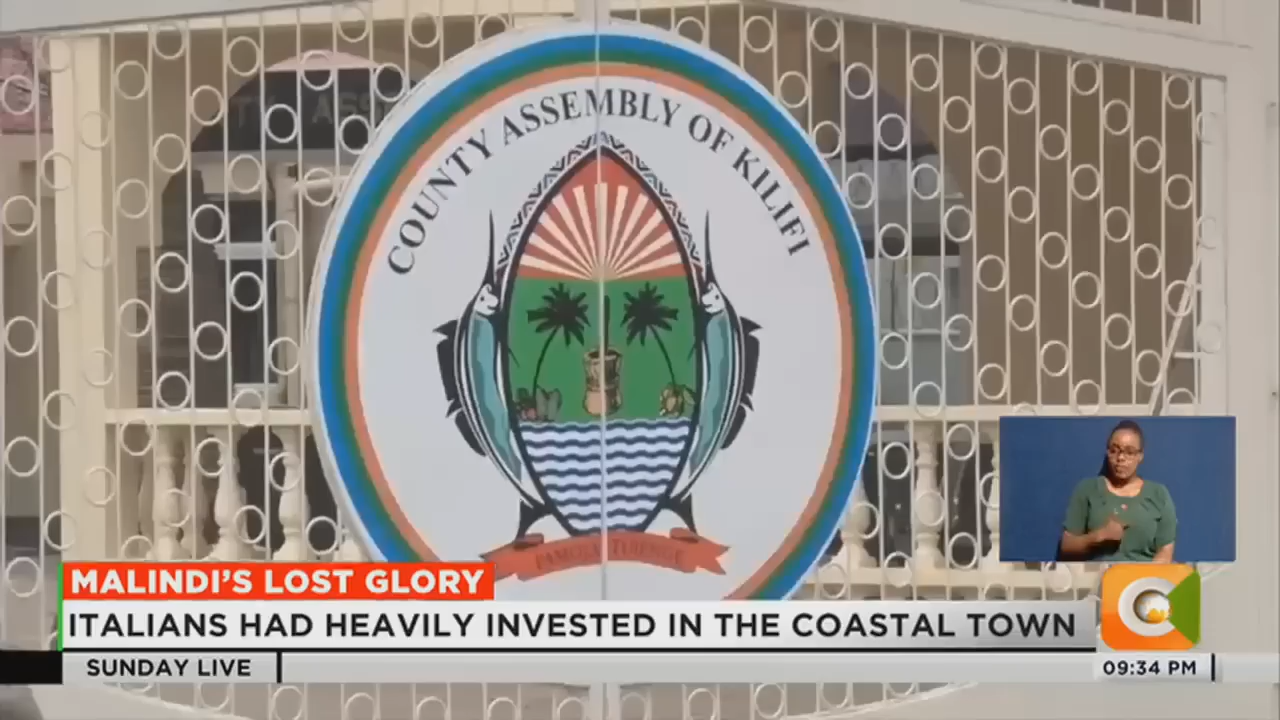 COUNTY ASSEMBLY OF KILIFI
MALINDI'S LOST GLORY
ITALIANS HAD HEAVILY INVESTED IN THE COASTAL TOWN
SUNDAY LIVE
09:34 PM